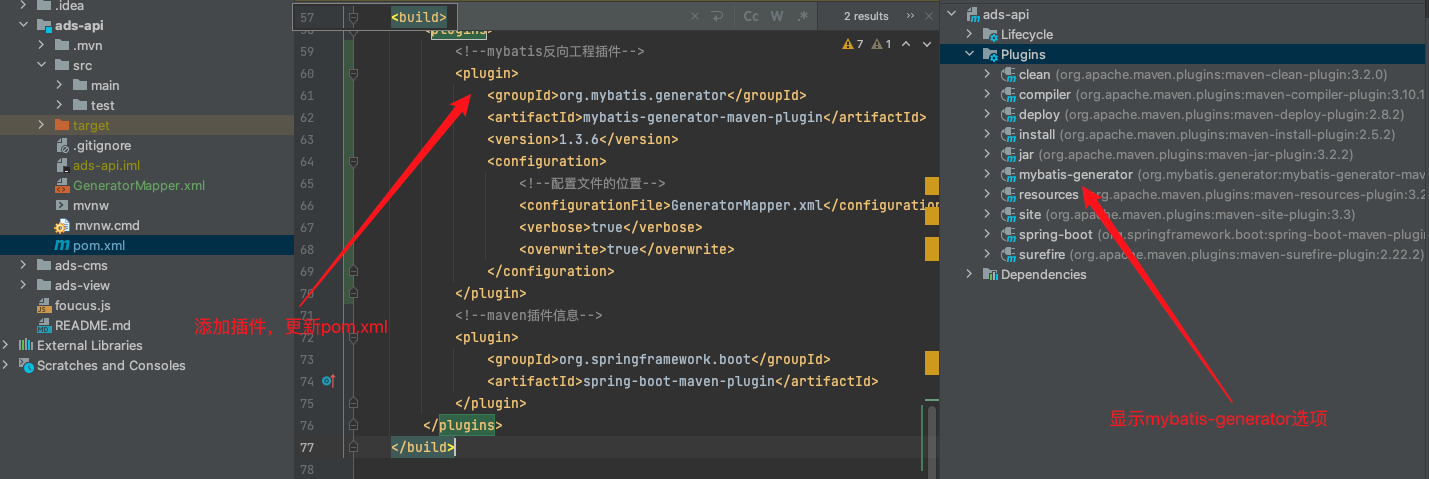 .idea
ads-api
.mvn
src
main
test
target
.gitignore
ads-api.iml
GeneratorMapper.xml
mvnw
mvnw.cmd
pom.xml
ads-cms
ads-view
foucus.js
README.md
External Libraries
Scratches and Consoles
57 <build>
Cc W .* 2 results
58 <plugins>
7 1
59 <!--mybatis反向工程插件-->
60 <plugin>
61 <groupId>org.mybatis.generator</groupId>
62 <artifactId>mybatis-generator-maven-plugin</artifactId>
63 <version>1.3.6</version>
64 <configuration>
65 <!--配置文件的位置-->
66 <configurationFile>GeneratorMapper.xml</configuration
67 <verbose>true</verbose>
68 <overwrite>true</overwrite>
69 </configuration>
70 </plugin>
71 <!--maven插件信息-->
72 <plugin>
73 <groupId>org.springframework.boot</groupId>
74 <artifactId>spring-boot-maven-plugin</artifactId>
75 </plugin>
76 </plugins>
77 </build>
78
添加插件，更新pom.xml
ads-api
Lifecycle
Plugins
clean (org.apache.maven.plugins:maven-clean-plugin:3.2.0)
compiler (org.apache.maven.plugins:maven-compiler-plugin:3.10.1
deploy (org.apache.maven.plugins:maven-deploy-plugin:2.8.2)
install (org.apache.maven.plugins:maven-install-plugin:2.5.2)
jar (org.apache.maven.plugins:maven-jar-plugin:3.2.2)
mybatis-generator (org.mybatis.generator:mybatis-generator-mav
resources (org.apache.maven.plugins:maven-resources-plugin:3.2
site (org.apache.maven.plugins:maven-site-plugin:3.3)
spring-boot (org.springframework.boot:spring-boot-maven-plugin
surefire (org.apache.maven.plugins:maven-surefire-plugin:2.22.2)
Dependencies
显示mybatis-generator选项